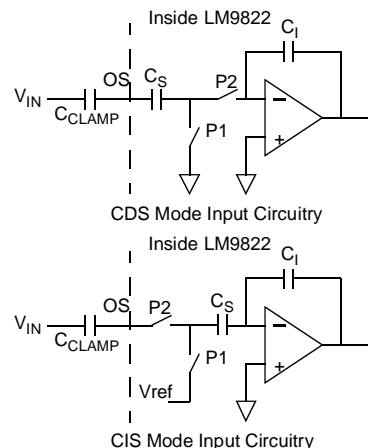 Inside LM9822
C_I
OS C_S P2
V_IN
C_CLAMP
P1
−
+
CDS Mode Input Circuitry
Inside LM9822
C_I
OS P2 C_S
V_IN
C_CLAMP
P1
−
+
Vref
CIS Mode Input Circuitry